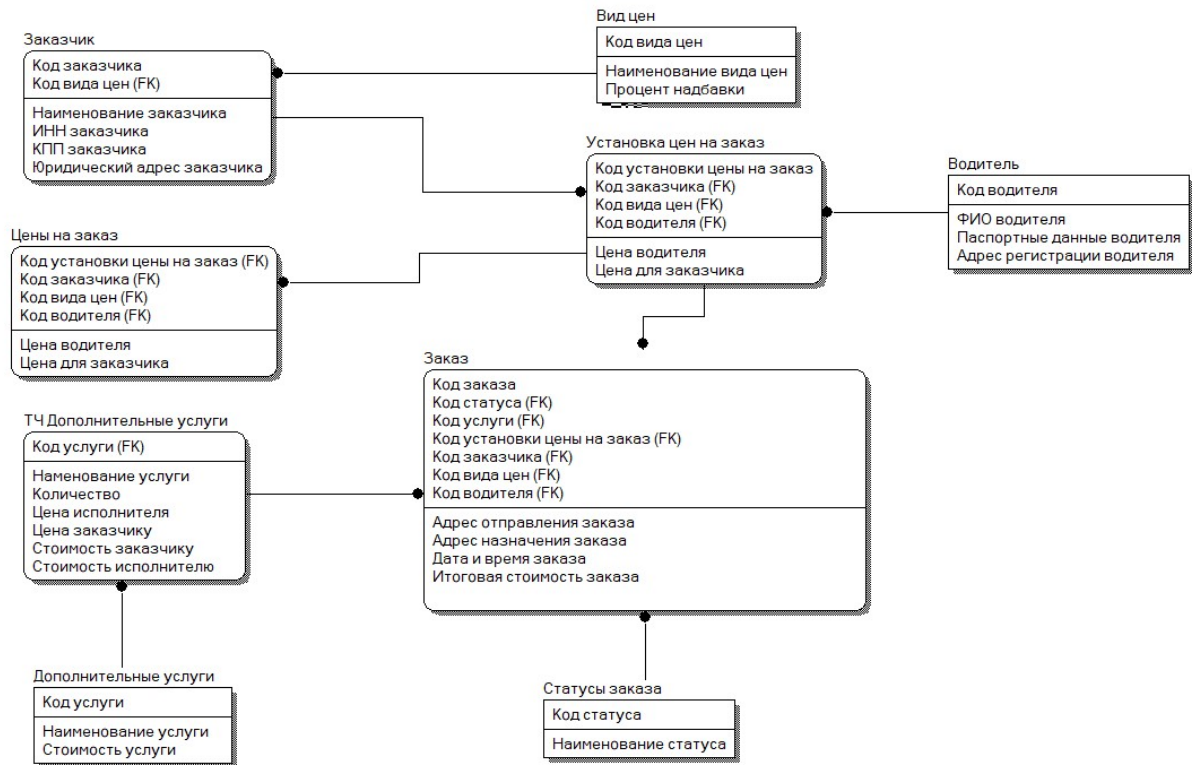 Вид цен
Код вида цен
Наименование вида цен
Процент надбавки
Заказчик
Код заказчика
Код вида цен (FK)
Наименование заказчика
ИНН заказчика
КПП заказчика
Юридический адрес заказчика
Установка цен на заказ
Код установки цены на заказ
Код заказчика (FK)
Код вида цен (FK)
Код водителя (FK)
Цена водителя
Цена для заказчика
Водитель
Код водителя
ФИО водителя
Паспортные данные водителя
Адрес регистрации водителя
Цены на заказ
Код установки цены на заказ (FK)
Код заказчика (FK)
Код вида цен (FK)
Код водителя (FK)
Цена водителя
Цена для заказчика
Заказ
Код заказа
Код статуса (FK)
Код услуги (FK)
Код установки цены на заказ (FK)
Код заказчика (FK)
Код вида цен (FK)
Код водителя (FK)
Адрес отправления заказа
Адрес назначения заказа
Дата и время заказа
Итоговая стоимость заказа
ТЧ Дополнительные услуги
Код услуги (FK)
Наменование услуги
Количество
Цена исполнителя
Цена заказчику
Стоимость заказчику
Стоимость исполнителю
Дополнительные услуги
Код услуги
Наименование услуги
Стоимость услуги
Статусы заказа
Код статуса
Наименование статуса